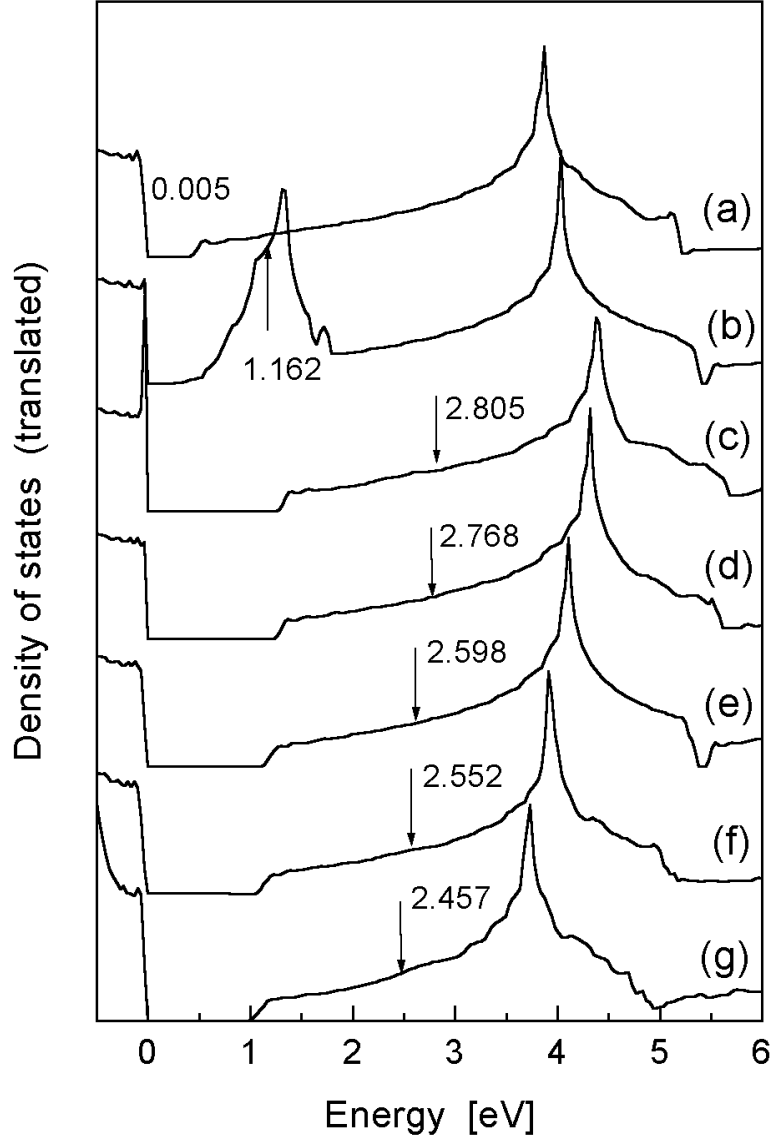 0.005
(a)
(b)
1.162
2.805
(c)
2.768
(d)
2.598
(e)
2.552
(f)
2.457
(g)
Density of states (translated)
0 1 2 3 4 5 6
Energy [eV]